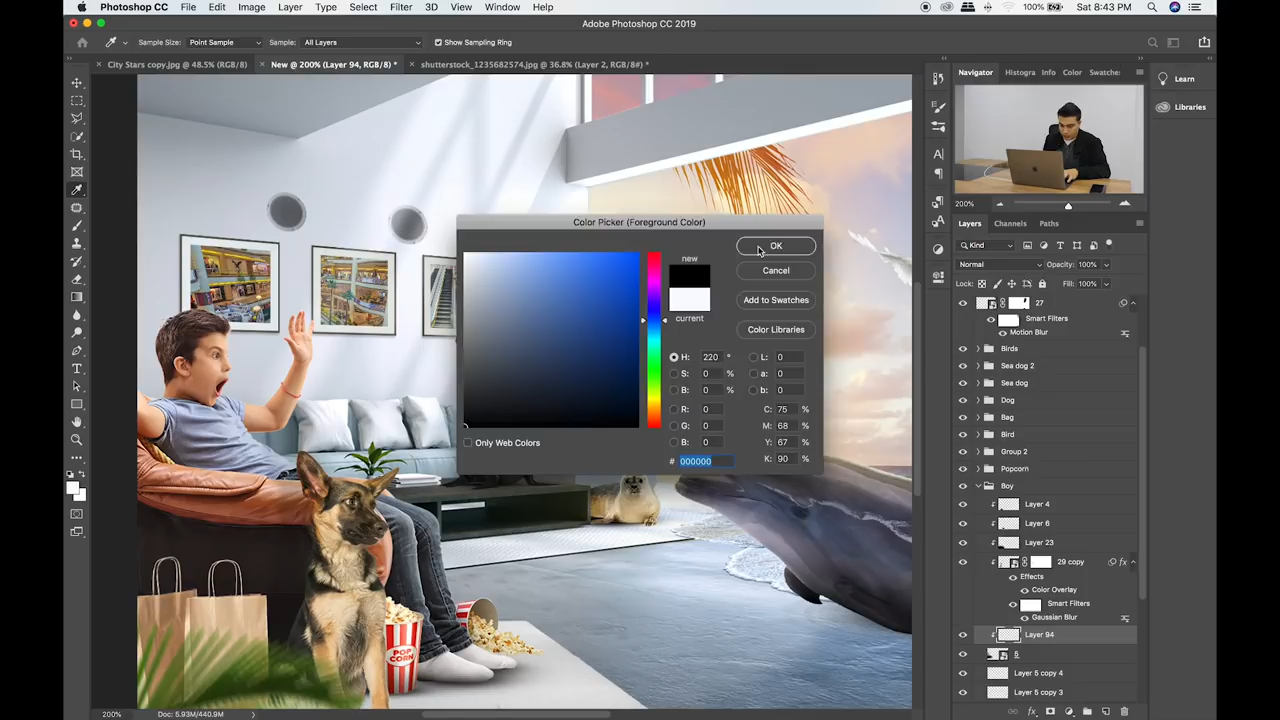 Photoshop CC File Edit Image Layer Type Select Filter 3D View Window Help 100% Sat 8:43 PM
Adobe Photoshop CC 2019
Sample Size: Point Sample Sample: All Layers Show Sampling Ring
× City Stars copy.jpg @ 48.5% (RGB/8) × New @ 200% (Layer 94, RGB/8) * × shutterstock_1235682574.jpg @ 36.8% (Layer 2, RGB/8#) *
Navigator Histogra Info Color Swatche:
Learn
Libraries
200%
Color Picker (Foreground Color)
new
current
OK
Cancel
Add to Swatches
Color Libraries
H: 220 ° L: 0
S: 0 % a: 0
B: 0 % b: 0
R: 0 C: 75 %
G: 0 M: 68 %
B: 0 Y: 67 %
# 000000 K: 90 %
Only Web Colors
Layers Channels Paths
Kind
Normal Opacity: 100%
Lock: Fill: 100%
27
Smart Filters
Motion Blur
Birds
Sea dog 2
Sea dog
Dog
Bag
Bird
Group 2
Popcorn
Boy
Layer 4
Layer 6
Layer 23
29 copy fx
Effects
Color Overlay
Smart Filters
Gaussian Blur
Layer 94
5
Layer 5 copy 4
Layer 5 copy 3
POP
CORN
200% Doc: 5.93M/440.9M
fx